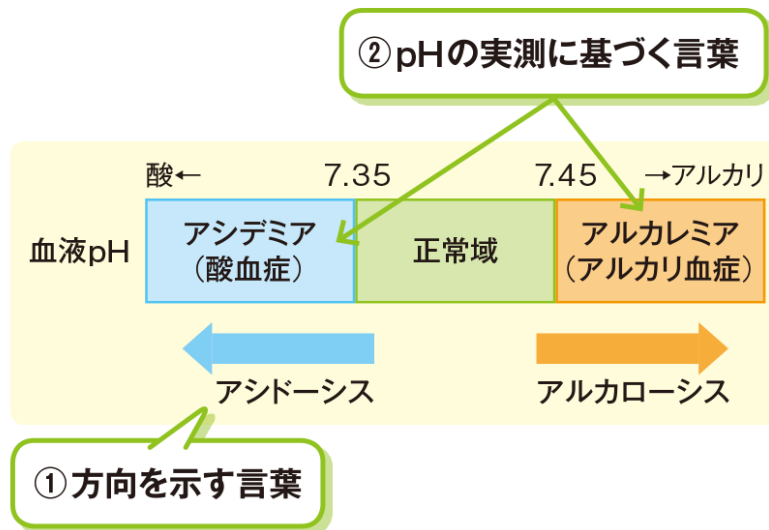 ②pHの実測に基づく言葉
酸← 7.35 7.45 →アルカリ
血液pH
アシデミア
（酸血症）
正常域
アルカレミア
（アルカリ血症）
アシドーシス
アルカローシス
①方向を示す言葉